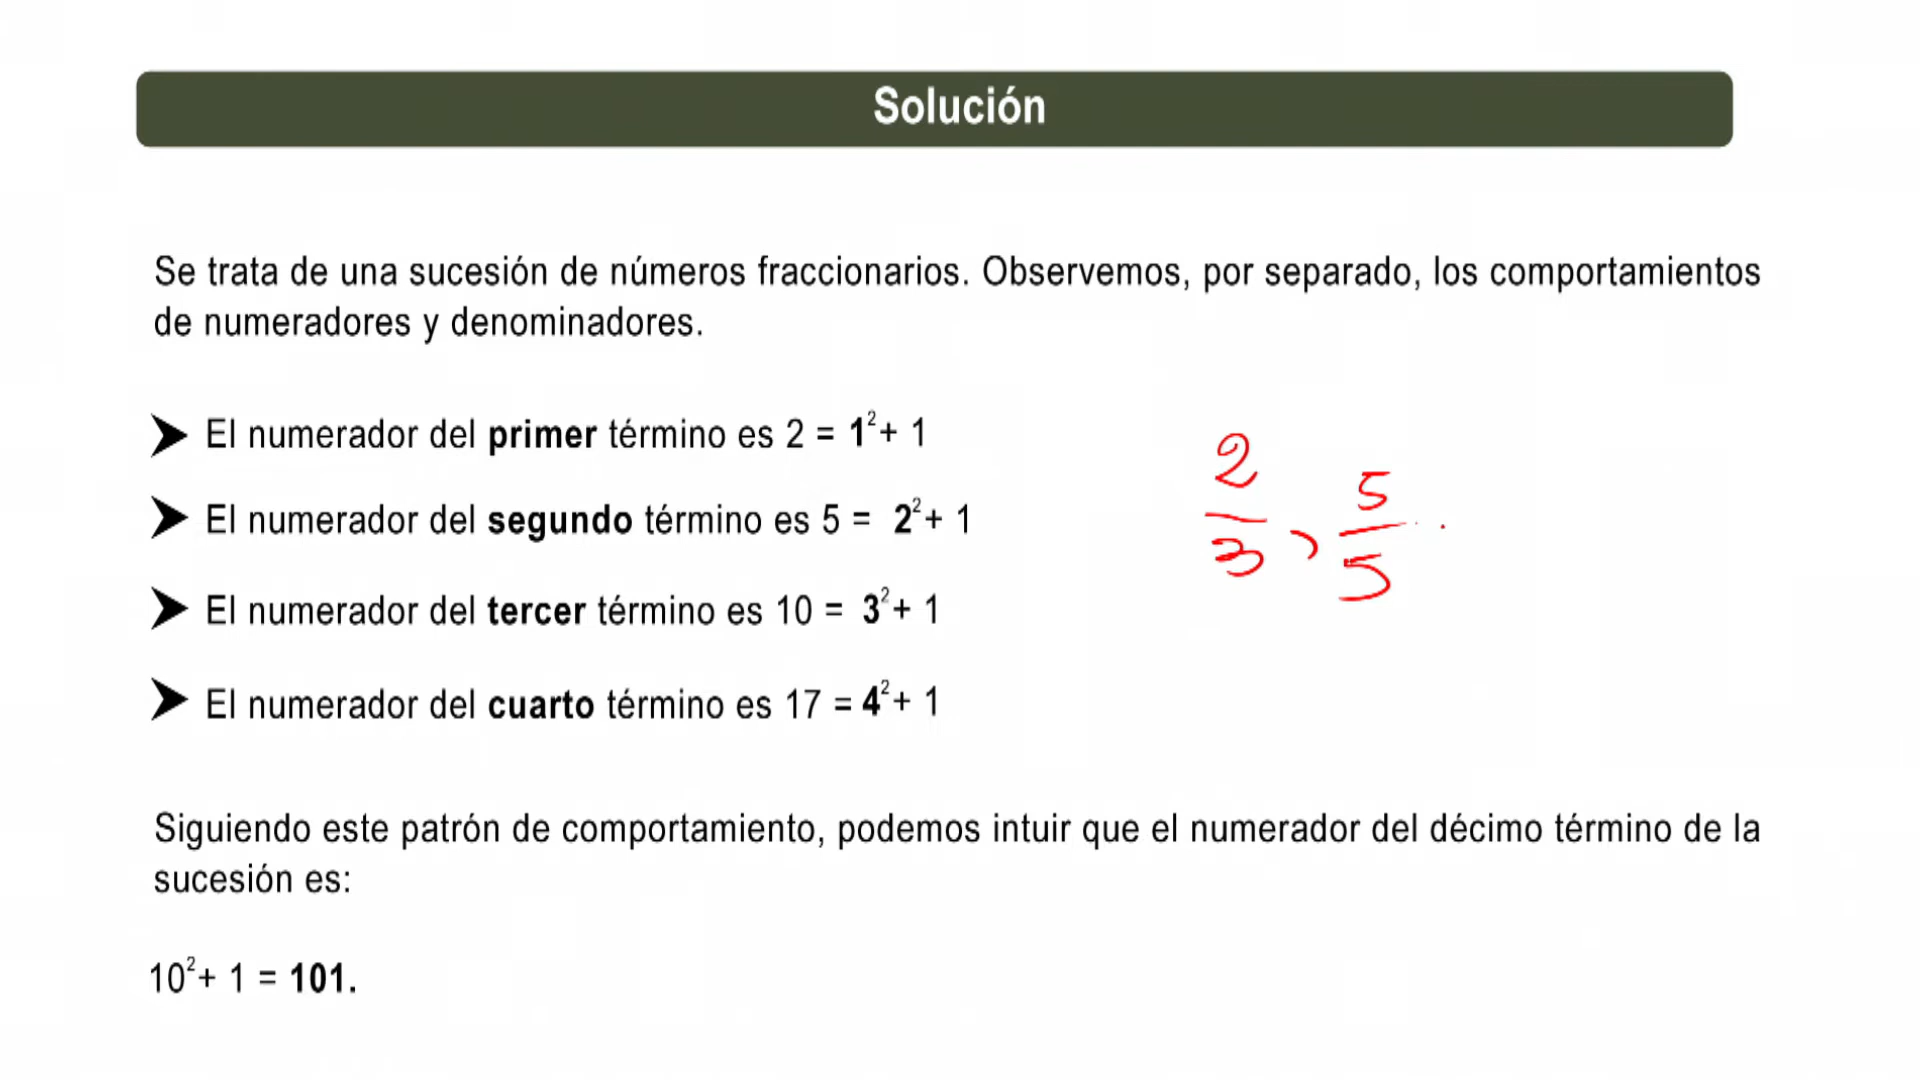 Solución
Se trata de una sucesión de números fraccionarios. Observemos, por separado, los comportamientos
de numeradores y denominadores.
➤ El numerador del primer término es 2 = 1² + 1
➤ El numerador del segundo término es 5 = 2² + 1
➤ El numerador del tercer término es 10 = 3² + 1
➤ El numerador del cuarto término es 17 = 4² + 1
2/3 , 5/5
Siguiendo este patrón de comportamiento, podemos intuir que el numerador del décimo término de la
sucesión es:
10² + 1 = 101.